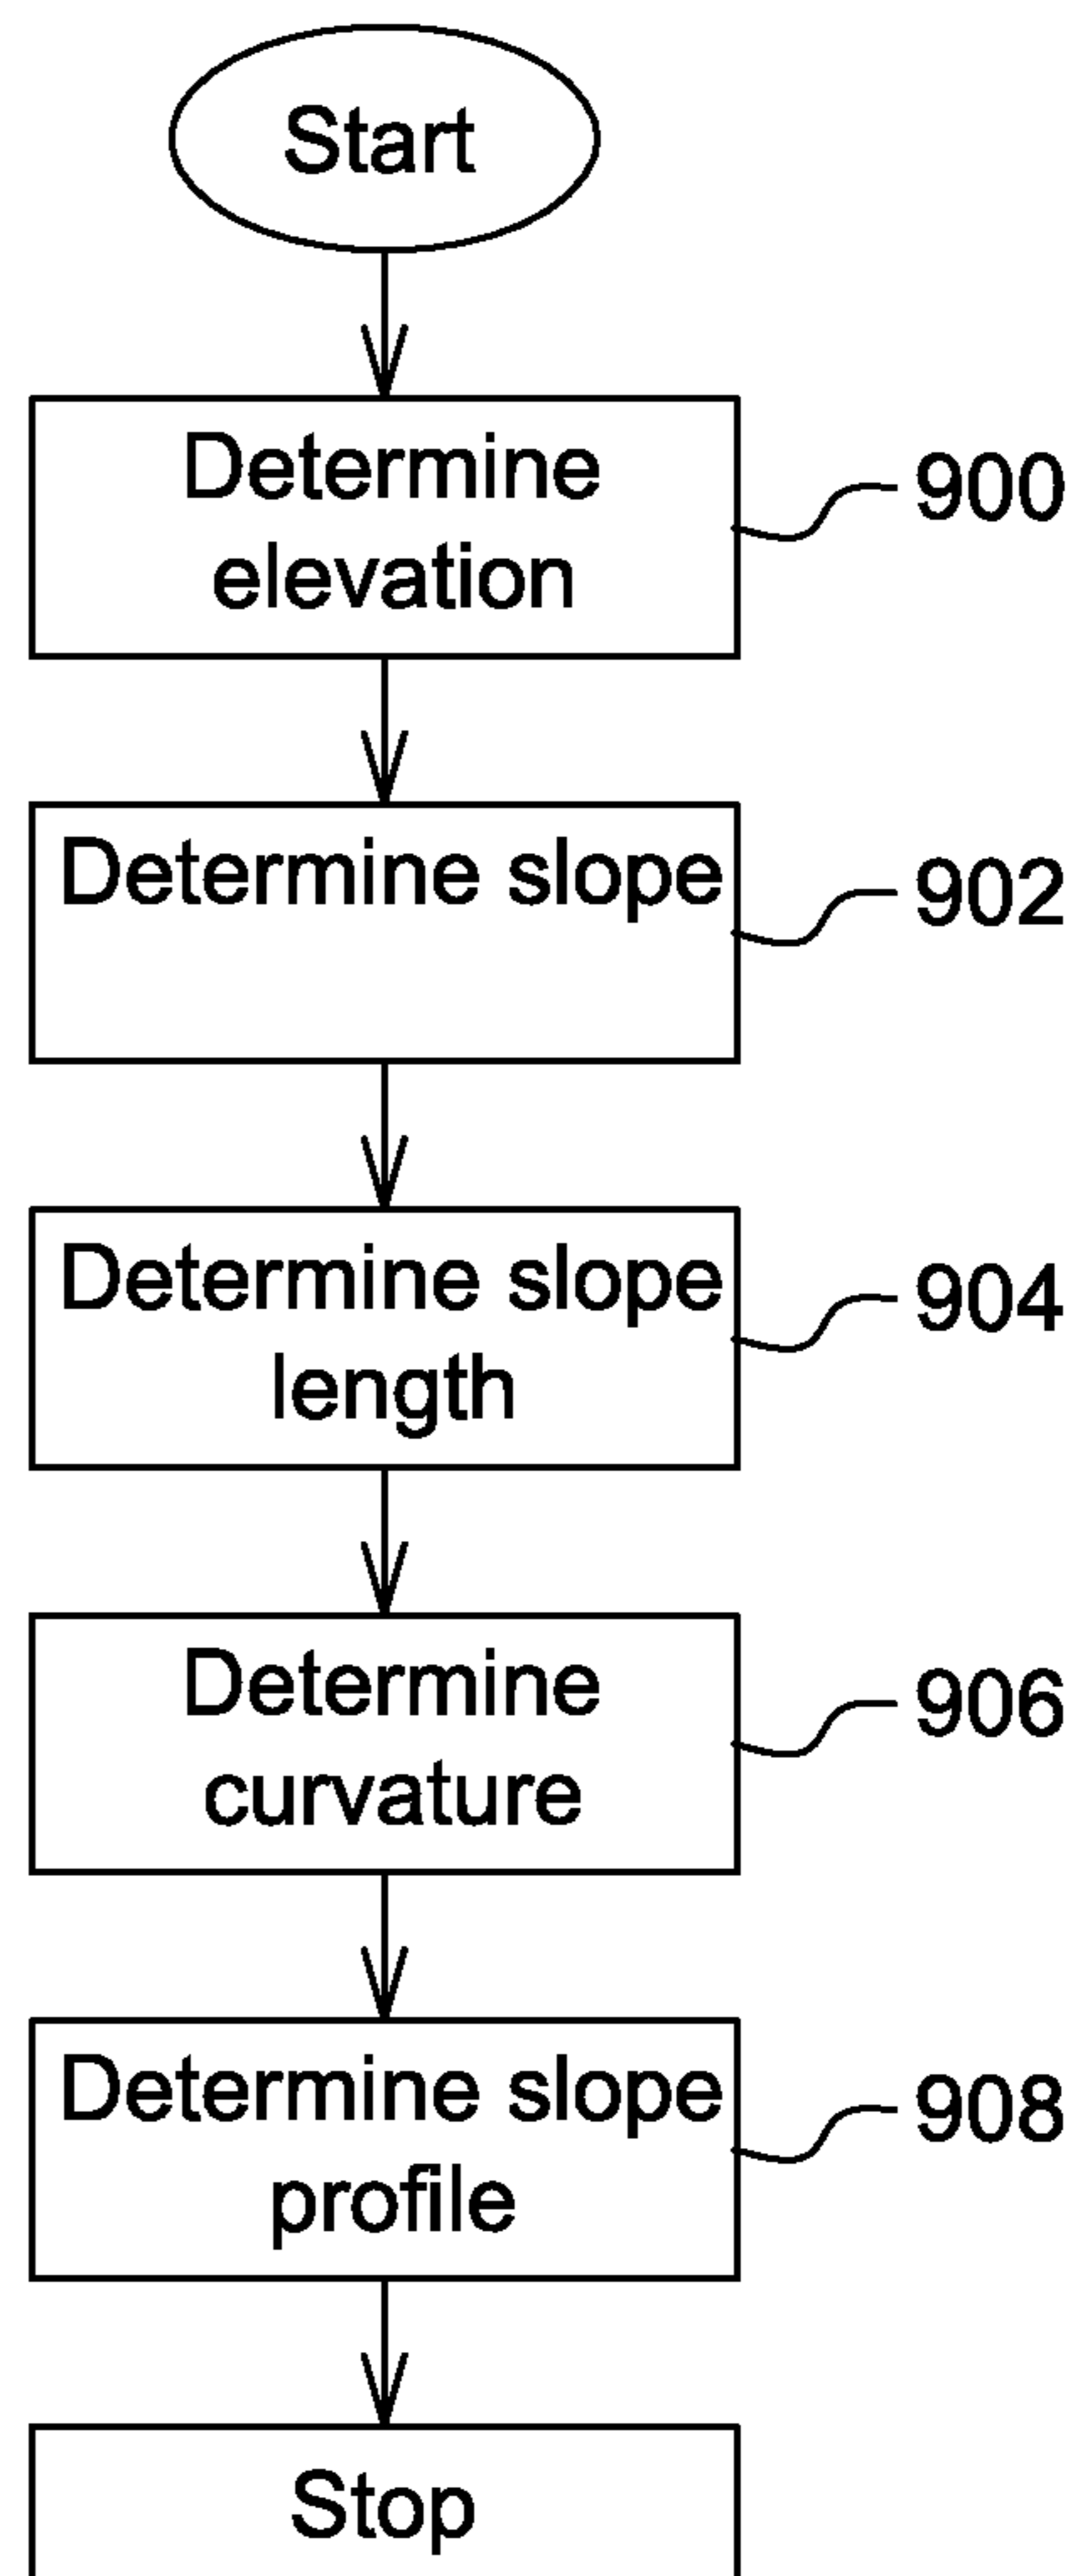 Start
Determine
elevation
900
Determine slope
902
Determine slope
length
904
Determine
curvature
906
Determine slope
profile
908
Stop